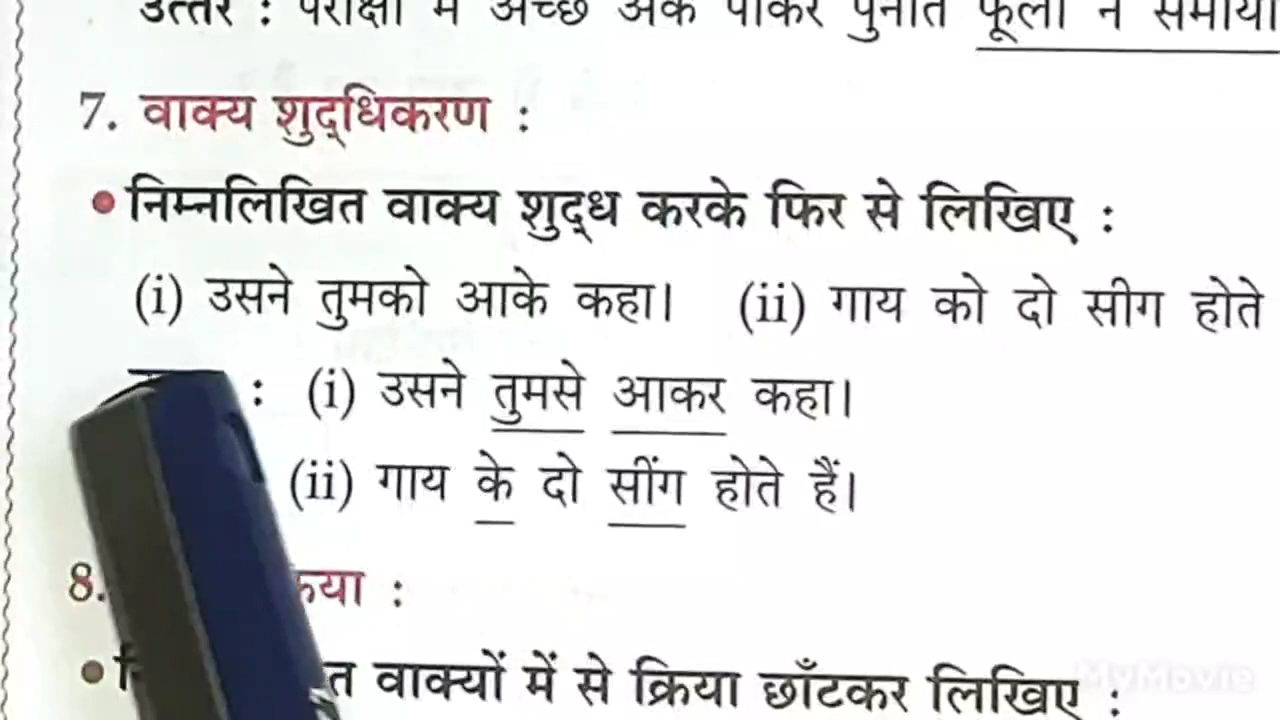 उत्तर : परीक्षा में अच्छे अंक पाकर पुनीत फूला न समाया
7. वाक्य शुद्धिकरण :
• निम्नलिखित वाक्य शुद्ध करके फिर से लिखिए :
(i) उसने तुमको आके कहा। (ii) गाय को दो सीग होते
: (i) उसने तुमसे आकर कहा।
(ii) गाय के दो सींग होते हैं।
8. :
• वाक्यों में से क्रिया छाँटकर लिखिए :
MyMovie